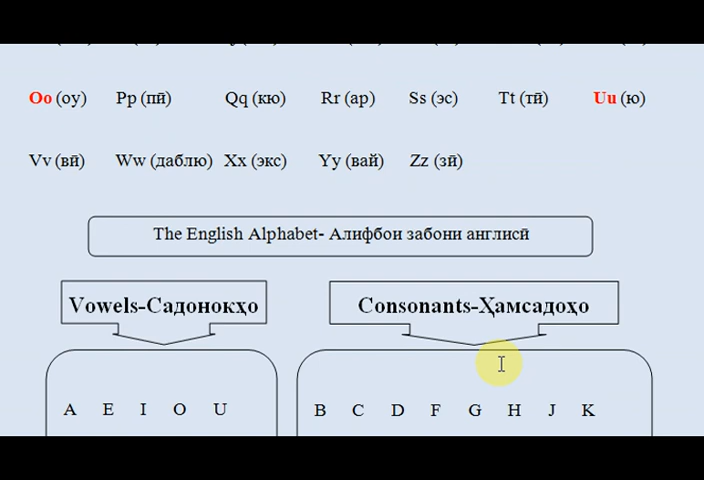 Oo (оу) Pp (пӣ) Qq (кю) Rr (ар) Ss (эс) Tt (тӣ) Uu (ю)
Vv (вӣ) Ww (даблю) Xx (экс) Yy (вай) Zz (зӣ)
The English Alphabet- Алифбои забони англисӣ
Vowels-Садонокҳо
Consonants-Ҳамсадоҳо
A E I O U
B C D F G H J K